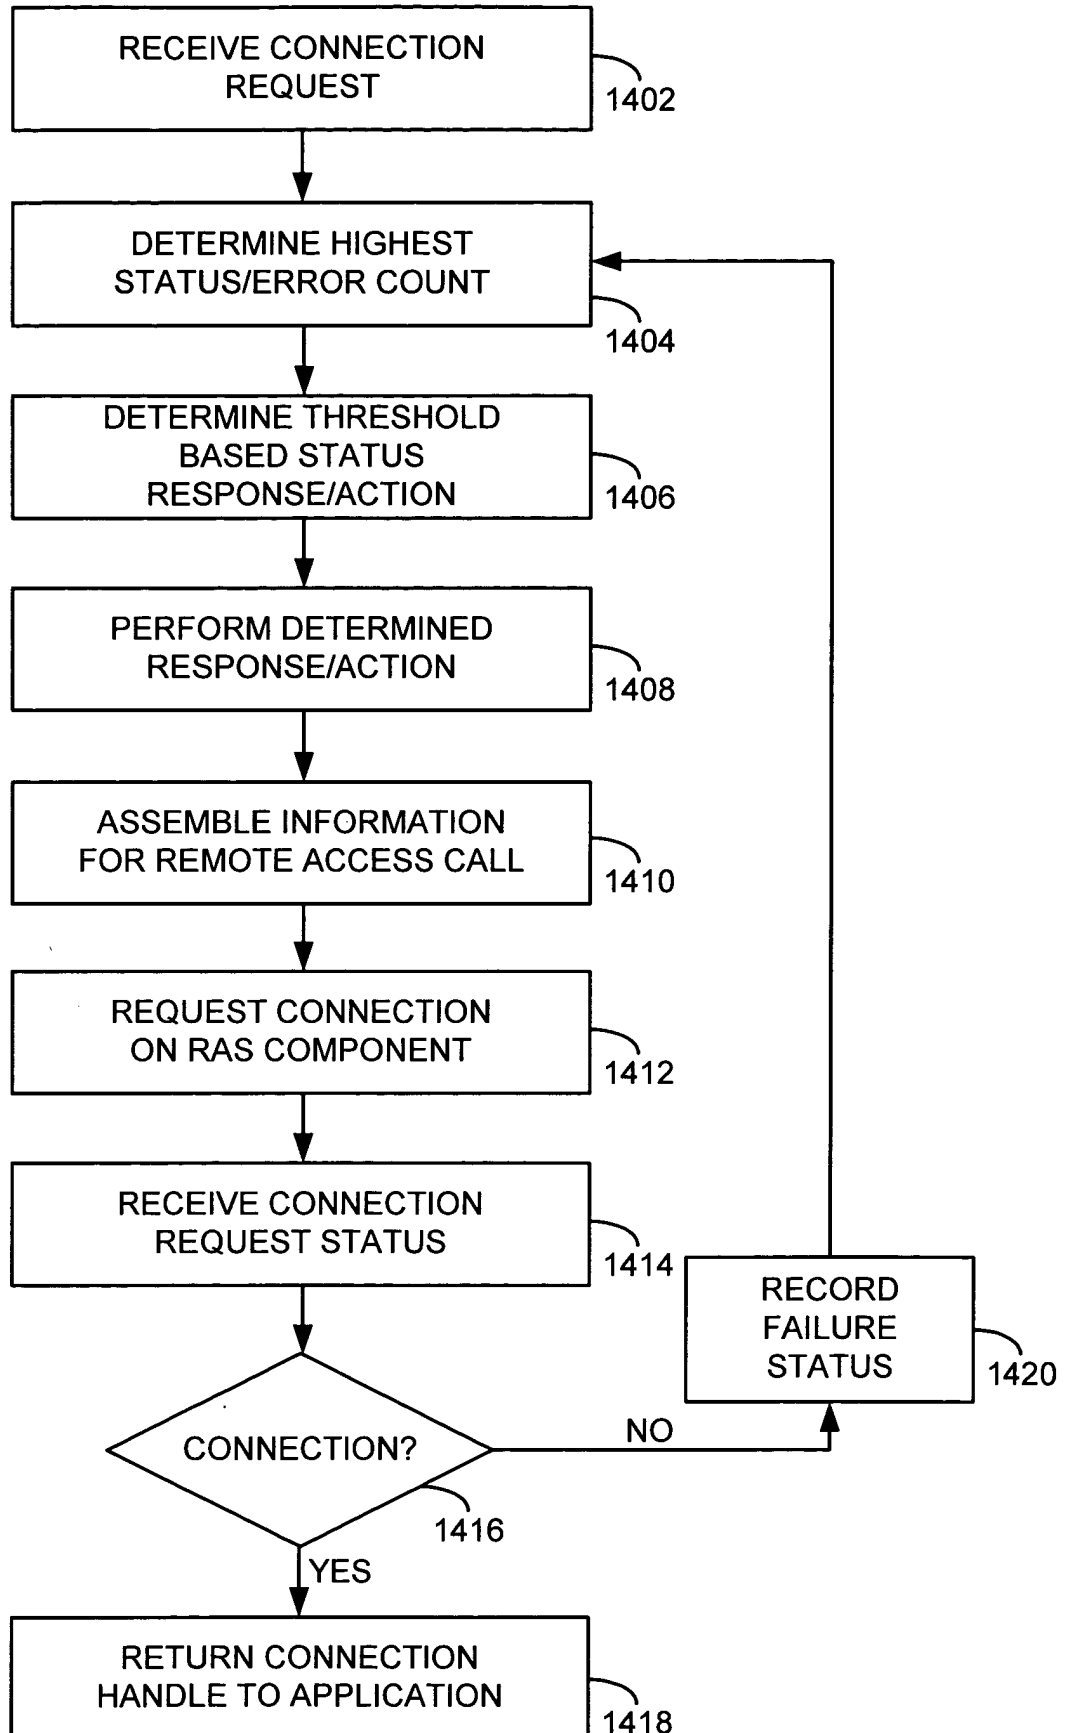 RECEIVE CONNECTION
REQUEST
1402
DETERMINE HIGHEST
STATUS/ERROR COUNT
1404
DETERMINE THRESHOLD
BASED STATUS
RESPONSE/ACTION
1406
PERFORM DETERMINED
RESPONSE/ACTION
1408
ASSEMBLE INFORMATION
FOR REMOTE ACCESS CALL
1410
REQUEST CONNECTION
ON RAS COMPONENT
1412
RECEIVE CONNECTION
REQUEST STATUS
1414
RECORD
FAILURE
STATUS
1420
NO
CONNECTION?
1416
YES
RETURN CONNECTION
HANDLE TO APPLICATION
1418